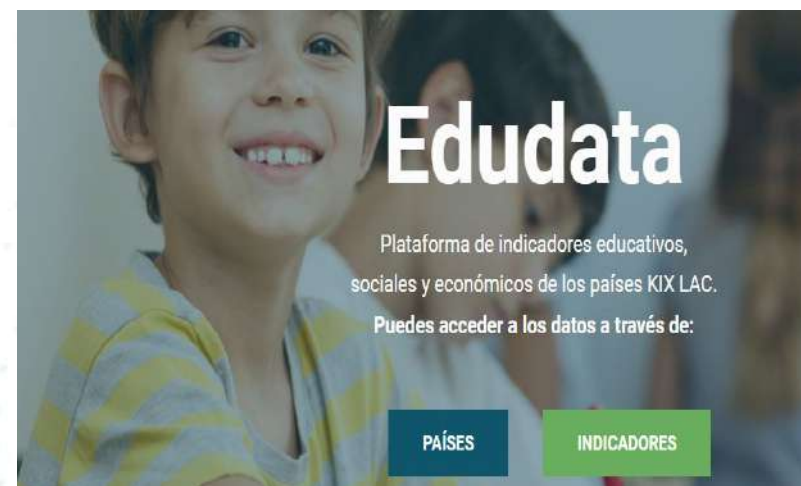 Edudata
Plataforma de indicadores educativos,
sociales y económicos de los países KIX LAC.
Puedes acceder a los datos a través de:
PAÍSES
INDICADORES